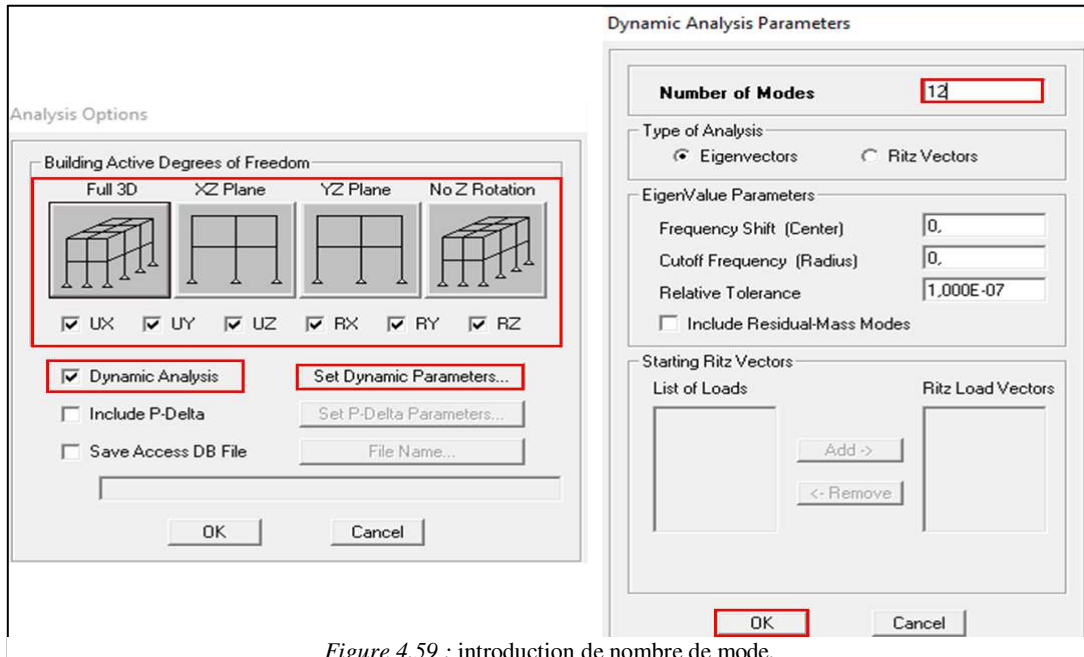 Analysis Options
Building Active Degrees of Freedom
Full 3D XZ Plane YZ Plane No Z Rotation
UX UY UZ RX RY RZ
Dynamic Analysis Set Dynamic Parameters...
Include P-Delta Set P-Delta Parameters...
Save Access DB File File Name...
OK Cancel
Dynamic Analysis Parameters
Number of Modes 12
Type of Analysis
Eigenvectors Ritz Vectors
EigenValue Parameters
Frequency Shift (Center) 0,
Cutoff Frequency (Radius) 0,
Relative Tolerance 1,000E-07
Include Residual-Mass Modes
Starting Ritz Vectors
List of Loads Ritz Load Vectors
Add ->
<- Remove
OK Cancel
Figure 4.59 : introduction de nombre de mode.